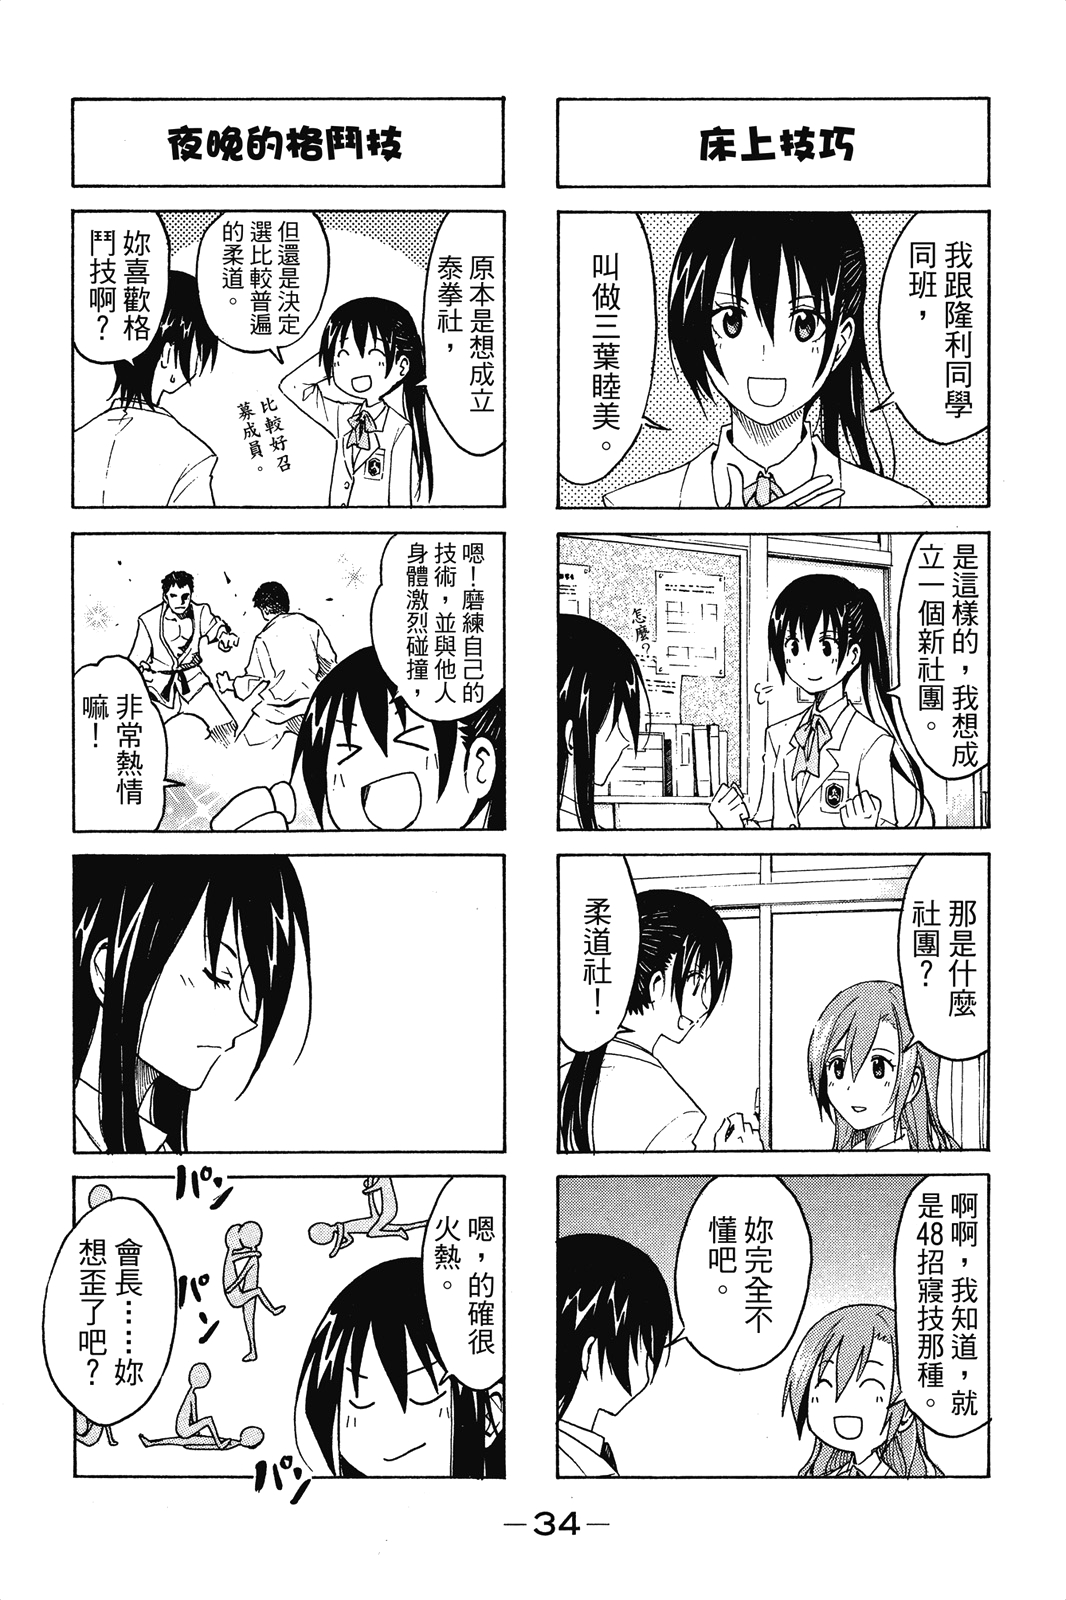 床上技巧
我跟隆利同學
同班，
叫做三葉睦美。
是這樣的，我想成
立一個新社團。
怎麼？
那是什麼
社團？
柔道社！
啊啊，我知道，就
是48招寢技那種。
妳完全不
懂吧。
夜晚的格鬥技
原本是想成立
泰拳社，
但還是決定
選比較普遍
的柔道。
比較好召
募成員。
妳喜歡格
鬥技啊？
嗯！磨練自己的
技術，並與他人
身體激烈碰撞，
非常熱情
嘛！
嗯，的確很
火熱。
パン
パン
パン
會長……妳
想歪了吧？
—34—